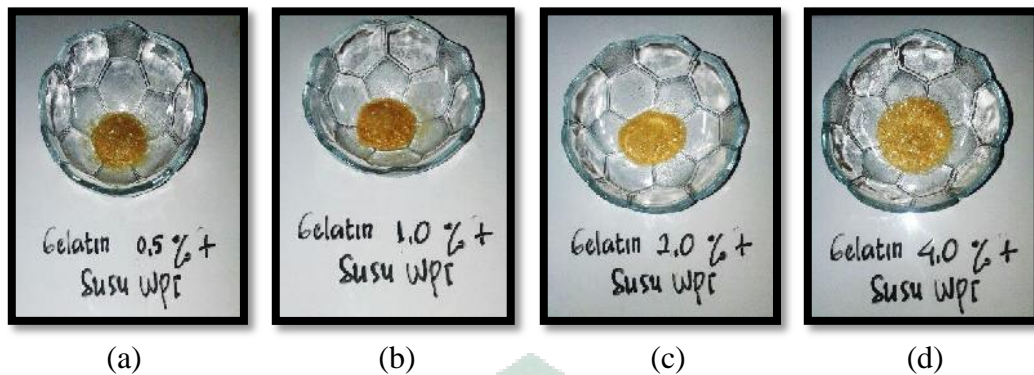 Gelatin 0.5 % +
Susu WPI
Gelatin 1.0 % +
Susu WPI
Gelatin 2.0 % +
Susu WPI
Gelatin 4.0 % +
Susu WPI
(a)
(b)
(c)
(d)